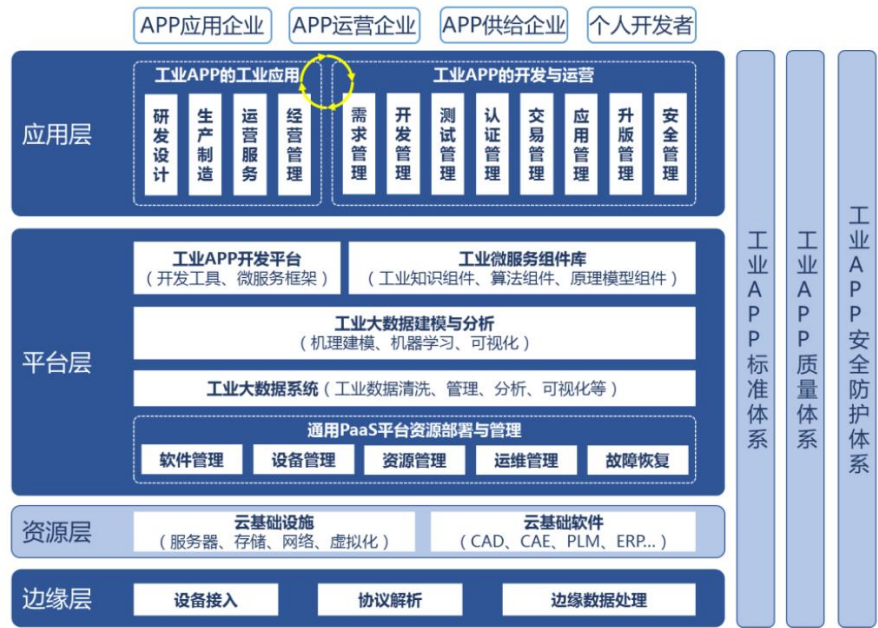 APP应用企业
APP运营企业
APP供给企业
个人开发者
应用层
工业APP的工业应用
研发设计
生产制造
运营服务
经营管理
工业APP的开发与运营
需求管理
开发管理
测试管理
认证管理
交易管理
应用管理
升版管理
安全管理
平台层
工业APP开发平台
（开发工具、微服务框架）
工业微服务组件库
（工业知识组件、算法组件、原理模型组件）
工业大数据建模与分析
（机理建模、机器学习、可视化）
工业大数据系统（工业数据清洗、管理、分析、可视化等）
通用PaaS平台资源部署与管理
软件管理
设备管理
资源管理
运维管理
故障恢复
资源层
云基础设施
（服务器、存储、网络、虚拟化）
云基础软件
（CAD、CAE、PLM、ERP...）
边缘层
设备接入
协议解析
边缘数据处理
工业APP标准体系
工业APP质量体系
工业APP安全防护体系